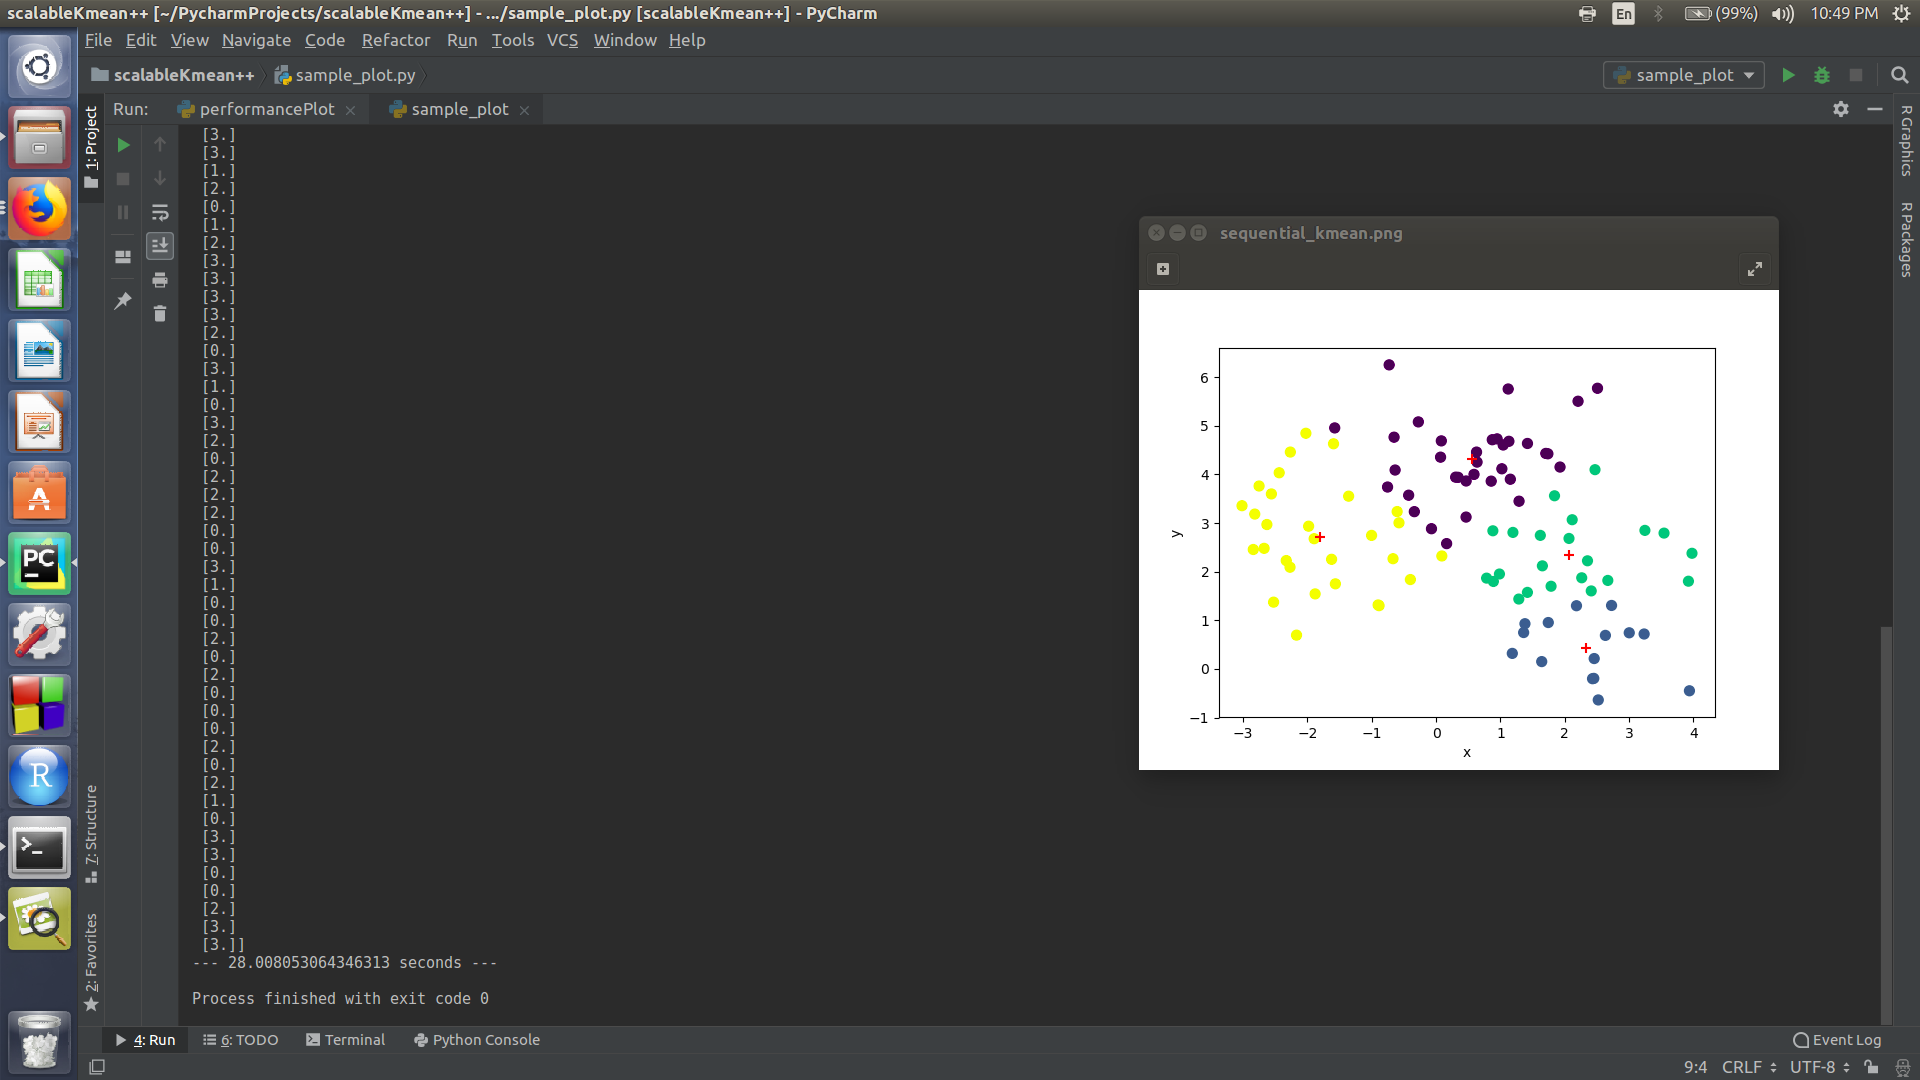 scalableKmean++ [~/PycharmProjects/scalableKmean++] - .../sample_plot.py [scalableKmean++] - PyCharm
En
(99%)
10:49 PM
File Edit View Navigate Code Refactor Run Tools VCS Window Help
scalableKmean++
sample_plot.py
sample_plot
Run:
performancePlot
sample_plot
1: Project
7: Structure
2: Favorites
R Graphics
R Packages
[3.]
[3.]
[1.]
[2.]
[0.]
[1.]
[2.]
[3.]
[3.]
[3.]
[3.]
[2.]
[0.]
[3.]
[1.]
[0.]
[3.]
[2.]
[0.]
[2.]
[2.]
[2.]
[0.]
[0.]
[3.]
[1.]
[0.]
[0.]
[2.]
[0.]
[2.]
[0.]
[0.]
[0.]
[2.]
[0.]
[2.]
[1.]
[0.]
[3.]
[3.]
[0.]
[0.]
[2.]
[3.]
[3.]]
--- 28.008053064346313 seconds ---
Process finished with exit code 0
sequential_kmean.png
6
5
4
3
2
1
0
−1
y
−3 −2 −1 0 1 2 3 4
x
PC
A
R
>_
4: Run
6: TODO
Terminal
Python Console
Event Log
9:4 CRLF UTF-8